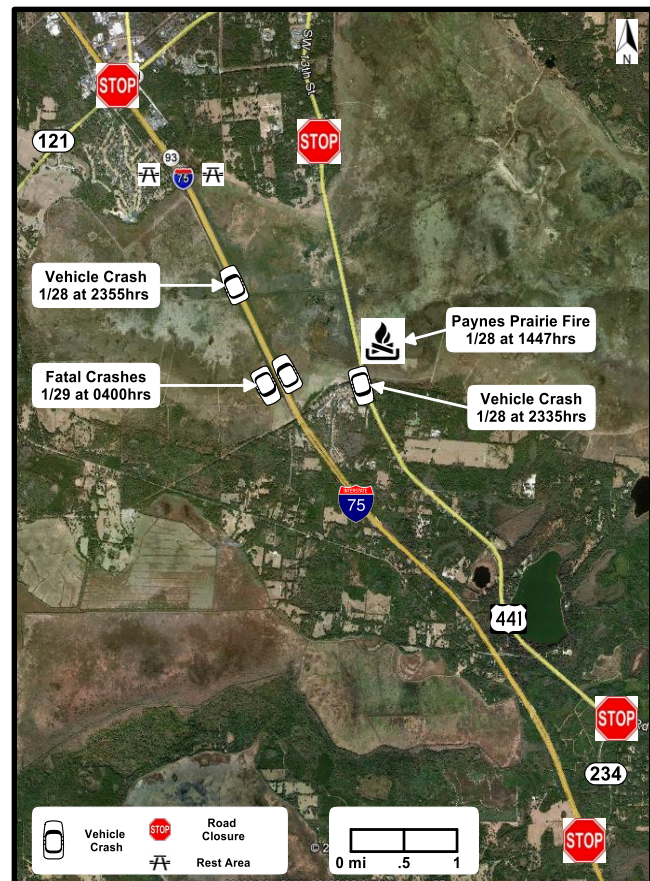 N
SW 13th St
STOP
STOP
121
93
75
Vehicle Crash
1/28 at 2355hrs
Paynes Prairie Fire
1/28 at 1447hrs
Fatal Crashes
1/29 at 0400hrs
Vehicle Crash
1/28 at 2335hrs
INTERSTATE
75
441
STOP
Rd
234
STOP
Vehicle
Crash
STOP
Road
Closure
Rest Area
©
0 mi .5 1